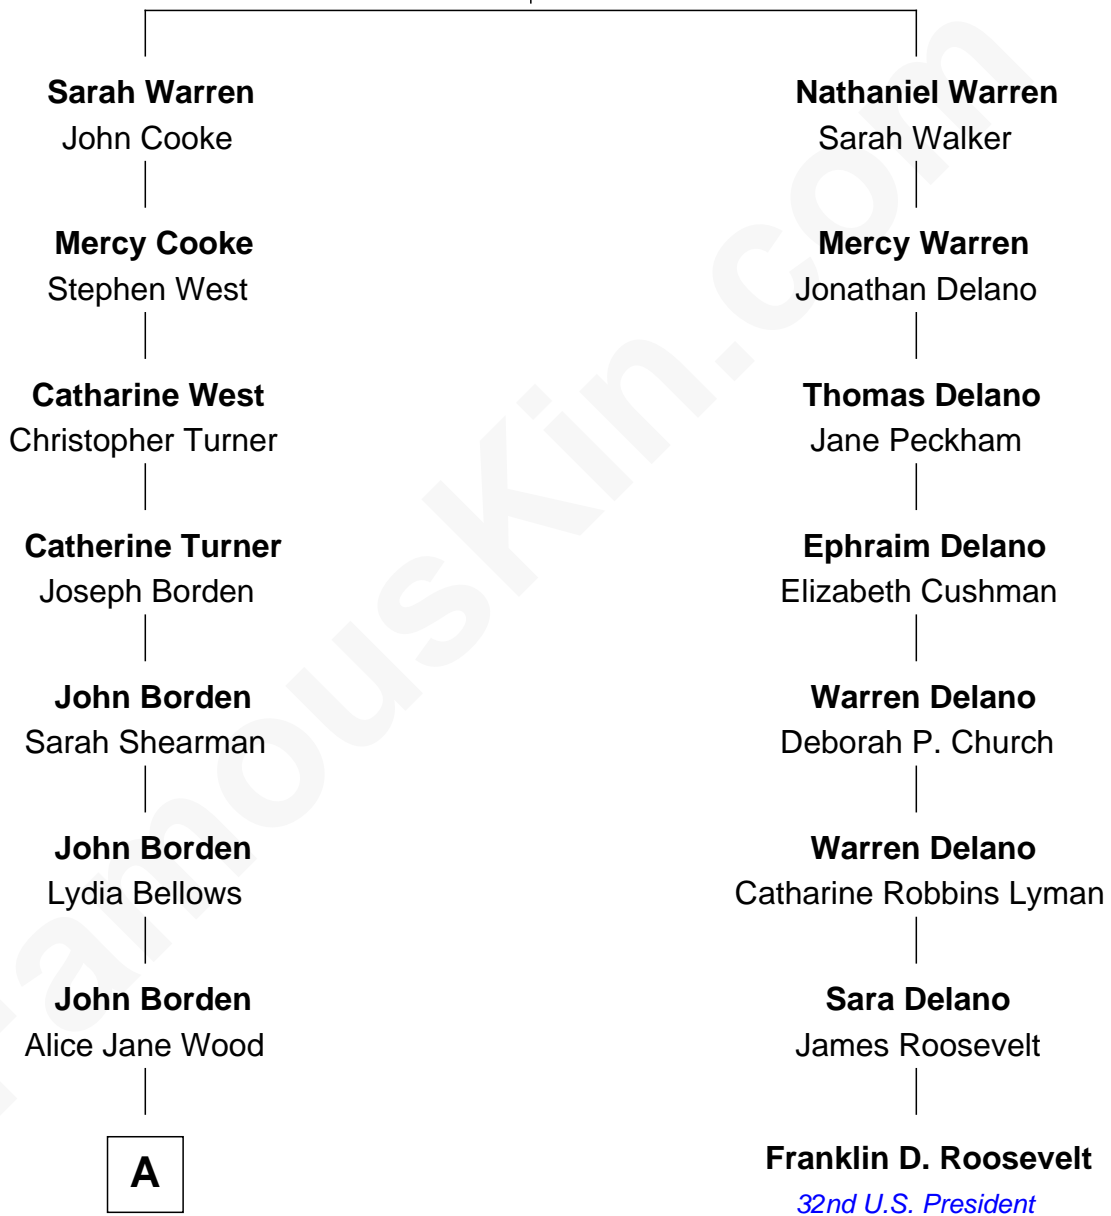 Sarah Warren
John Cooke
Mercy Cooke
Stephen West
Catharine West
Christopher Turner
Catherine Turner
Joseph Borden
John Borden
Sarah Shearman
John Borden
Lydia Bellows
John Borden
Alice Jane Wood
A
Nathaniel Warren
Sarah Walker
Mercy Warren
Jonathan Delano
Thomas Delano
Jane Peckham
Ephraim Delano
Elizabeth Cushman
Warren Delano
Deborah P. Church
Warren Delano
Catharine Robbins Lyman
Sara Delano
James Roosevelt
Franklin D. Roosevelt
32nd U.S. President
FamousKin.com